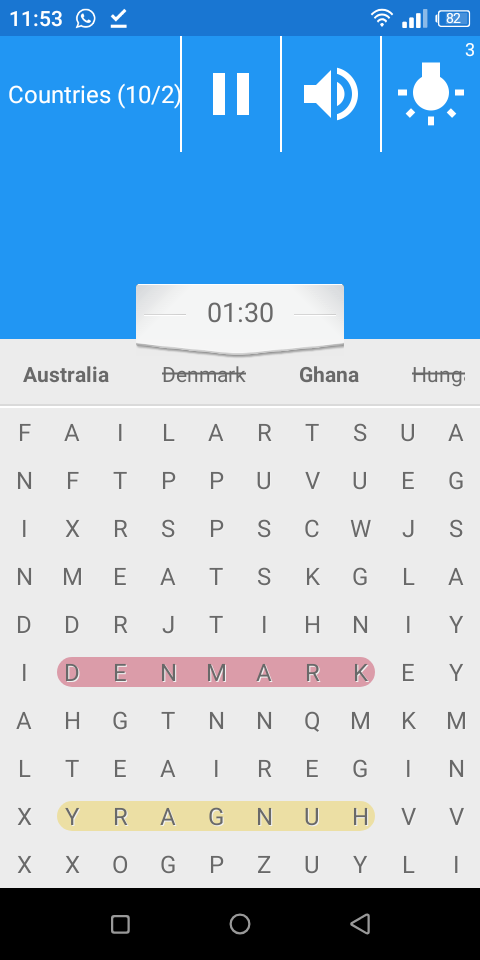 11:53 82
3
Countries (10/2)
01:30
Australia Denmark Ghana Hung
F A I L A R T S U A
N F T P P U V U E G
I X R S P S C W J S
N M E A T S K G L A
D D R J T I H N I Y
I D E N M A R K E Y
A H G T N N Q M K M
L T E A I R E G I N
X Y R A G N U H V V
X X O G P Z U Y L I